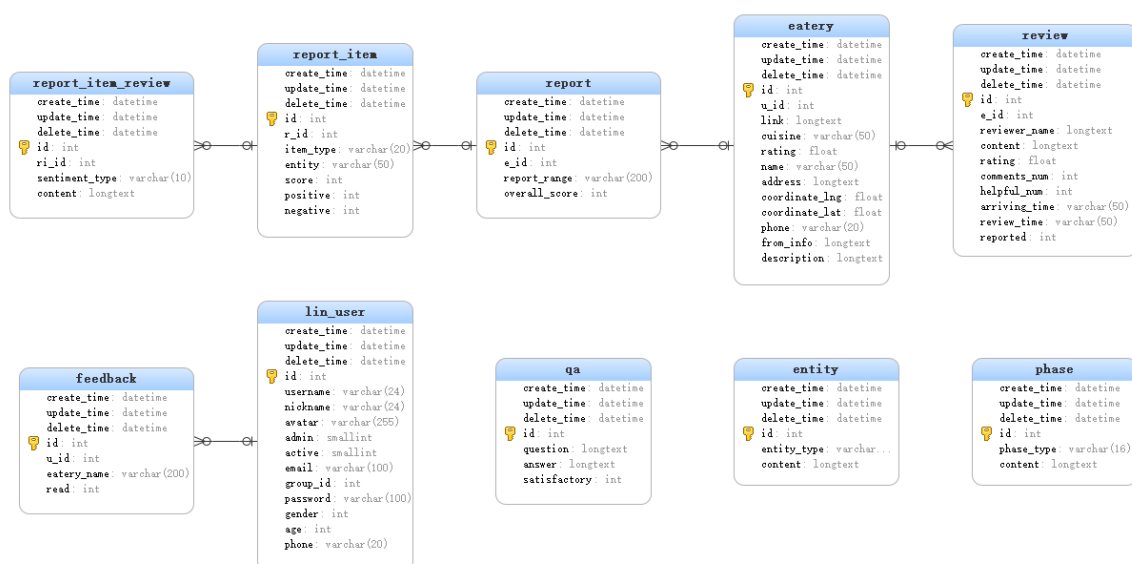 report_item_review
create_time: datetime
update_time: datetime
delete_time: datetime
id: int
ri_id: int
sentiment_type: varchar(10)
content: longtext
report_item
create_time: datetime
update_time: datetime
delete_time: datetime
id: int
r_id: int
item_type: varchar(20)
entity: varchar(50)
score: int
positive: int
negative: int
report
create_time: datetime
update_time: datetime
delete_time: datetime
id: int
e_id: int
report_range: varchar(200)
overall_score: int
eatery
create_time: datetime
update_time: datetime
delete_time: datetime
id: int
u_id: int
link: longtext
cuisine: varchar(50)
rating: float
name: varchar(50)
address: longtext
coordinate_lng: float
coordinate_lat: float
phone: varchar(20)
from_info: longtext
description: longtext
review
create_time: datetime
update_time: datetime
delete_time: datetime
id: int
e_id: int
reviewer_name: longtext
content: longtext
rating: float
comments_num: int
helpful_num: int
arriving_time: varchar(50)
review_time: varchar(50)
reported: int
feedback
create_time: datetime
update_time: datetime
delete_time: datetime
id: int
u_id: int
eatery_name: varchar(200)
read: int
lin_user
create_time: datetime
update_time: datetime
delete_time: datetime
id: int
username: varchar(24)
nickname: varchar(24)
avatar: varchar(255)
admin: smallint
active: smallint
email: varchar(100)
group_id: int
password: varchar(100)
gender: int
age: int
phone: varchar(20)
qa
create_time: datetime
update_time: datetime
delete_time: datetime
id: int
question: longtext
answer: longtext
satisfactory: int
entity
create_time: datetime
update_time: datetime
delete_time: datetime
id: int
entity_type: varchar...
content: longtext
phase
create_time: datetime
update_time: datetime
delete_time: datetime
id: int
phase_type: varchar(16)
content: longtext